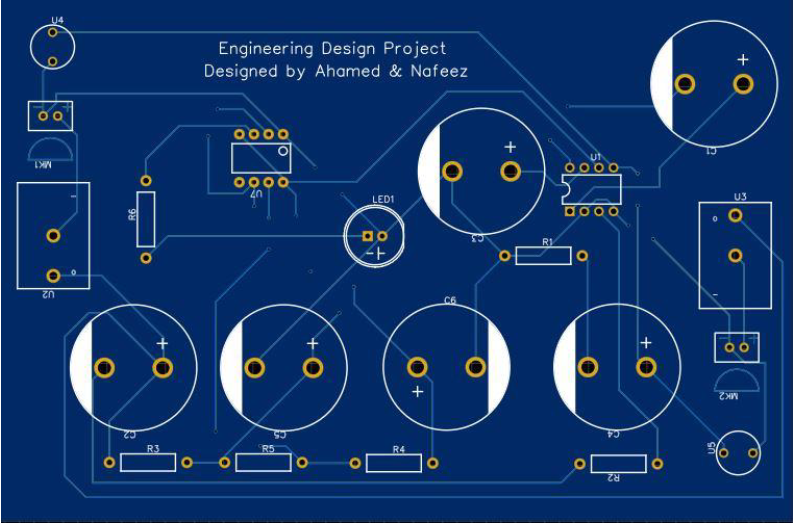 U4
Engineering Design Project
Designed by Ahamed & Nafeez
+
C1
- +
MK1
U7
+
C3
U1
U3
o
-
R6
LED1
- +
R1
-
o
U2
C6
+
C2
+
C5
+
+
C4
- +
MK2
R3
R5
R4
R2
U5